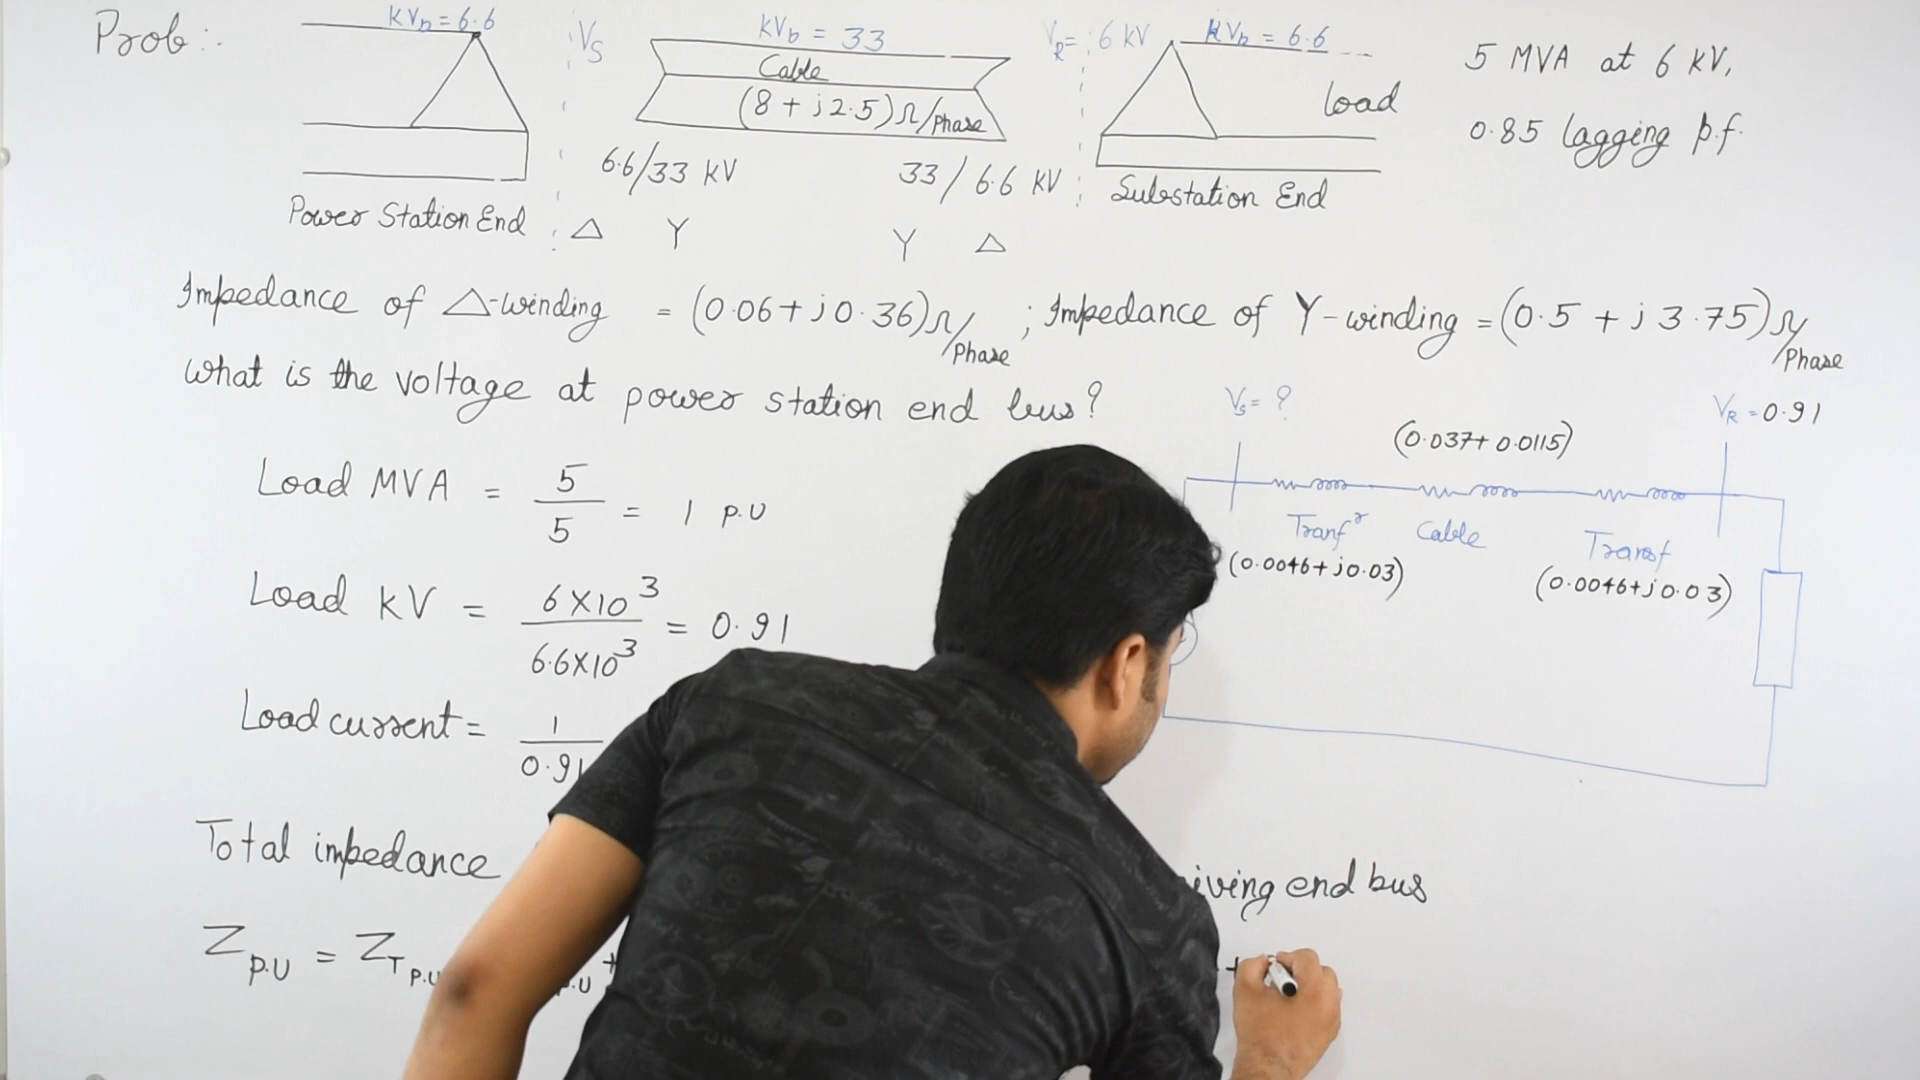 Prob:.
kVb = 6.6
VS
kVb = 33
Cable
(8 + j2.5)Ω/Phase
VR = 6 kV
kVb = 6.6
load
5 MVA at 6 kV,
0.85 lagging p.f.
6.6/33 kV
33/6.6 kV
Power Station End
Δ Y
Y Δ
Substation End
Impedance of Δ-winding = (0.06 + j0.36)Ω/Phase ; Impedance of Y-winding = (0.5 + j3.75)Ω/Phase
What is the voltage at power station end bus?
Vs = ?
VR = 0.91
(0.037+ 0.0115)
Tranfr
Cable
Transf
(0.0046+j0.03)
(0.0046+j0.03)
Load MVA = 5/5 = 1 p.U
Load kV = 6×10³/6.6×10³ = 0.91
Load current = 1/0.91
Total impedance
iving end bus
Zp.U = ZTp.U
p.U +
+